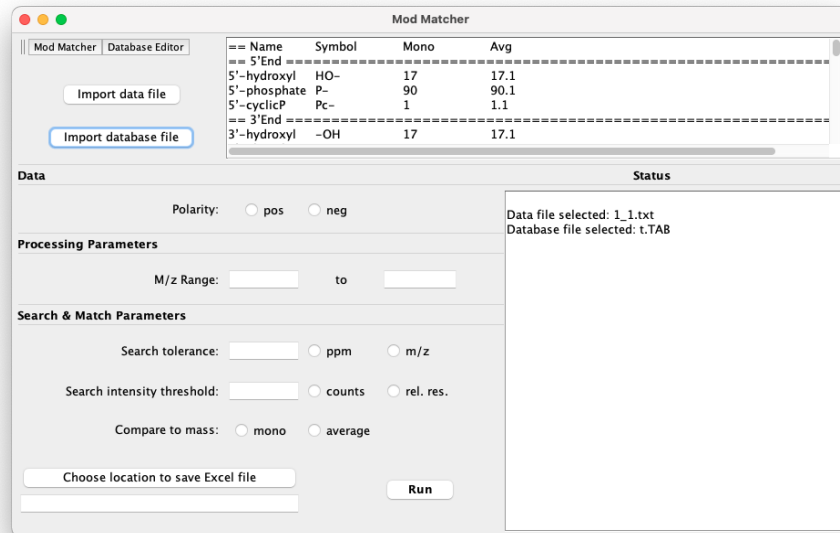 Mod Matcher
Mod Matcher Database Editor
== Name Symbol Mono Avg
== 5'End ==========================================================
5'-hydroxyl HO- 17 17.1
5'-phosphate P- 90 90.1
5'-cyclicP Pc- 1 1.1
== 3'End ==========================================================
3'-hydroxyl -OH 17 17.1
Import data file
Import database file
Data
Status
Polarity: pos neg
Data file selected: 1_1.txt
Database file selected: t.TAB
Processing Parameters
M/z Range: to
Search & Match Parameters
Search tolerance: ppm m/z
Search intensity threshold: counts rel. res.
Compare to mass: mono average
Choose location to save Excel file
Run